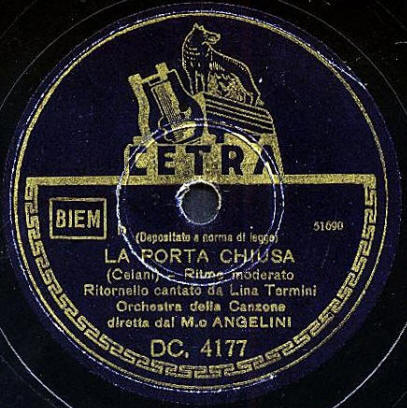 CETRA
BIEM
51690
(Depositato a norma di legge)
LA PORTA CHIUSA
(Celani) – Ritmo moderato
Ritornello cantato da Lina Termini
Orchestra della Canzone
diretta dal M.o ANGELINI
DC. 4177